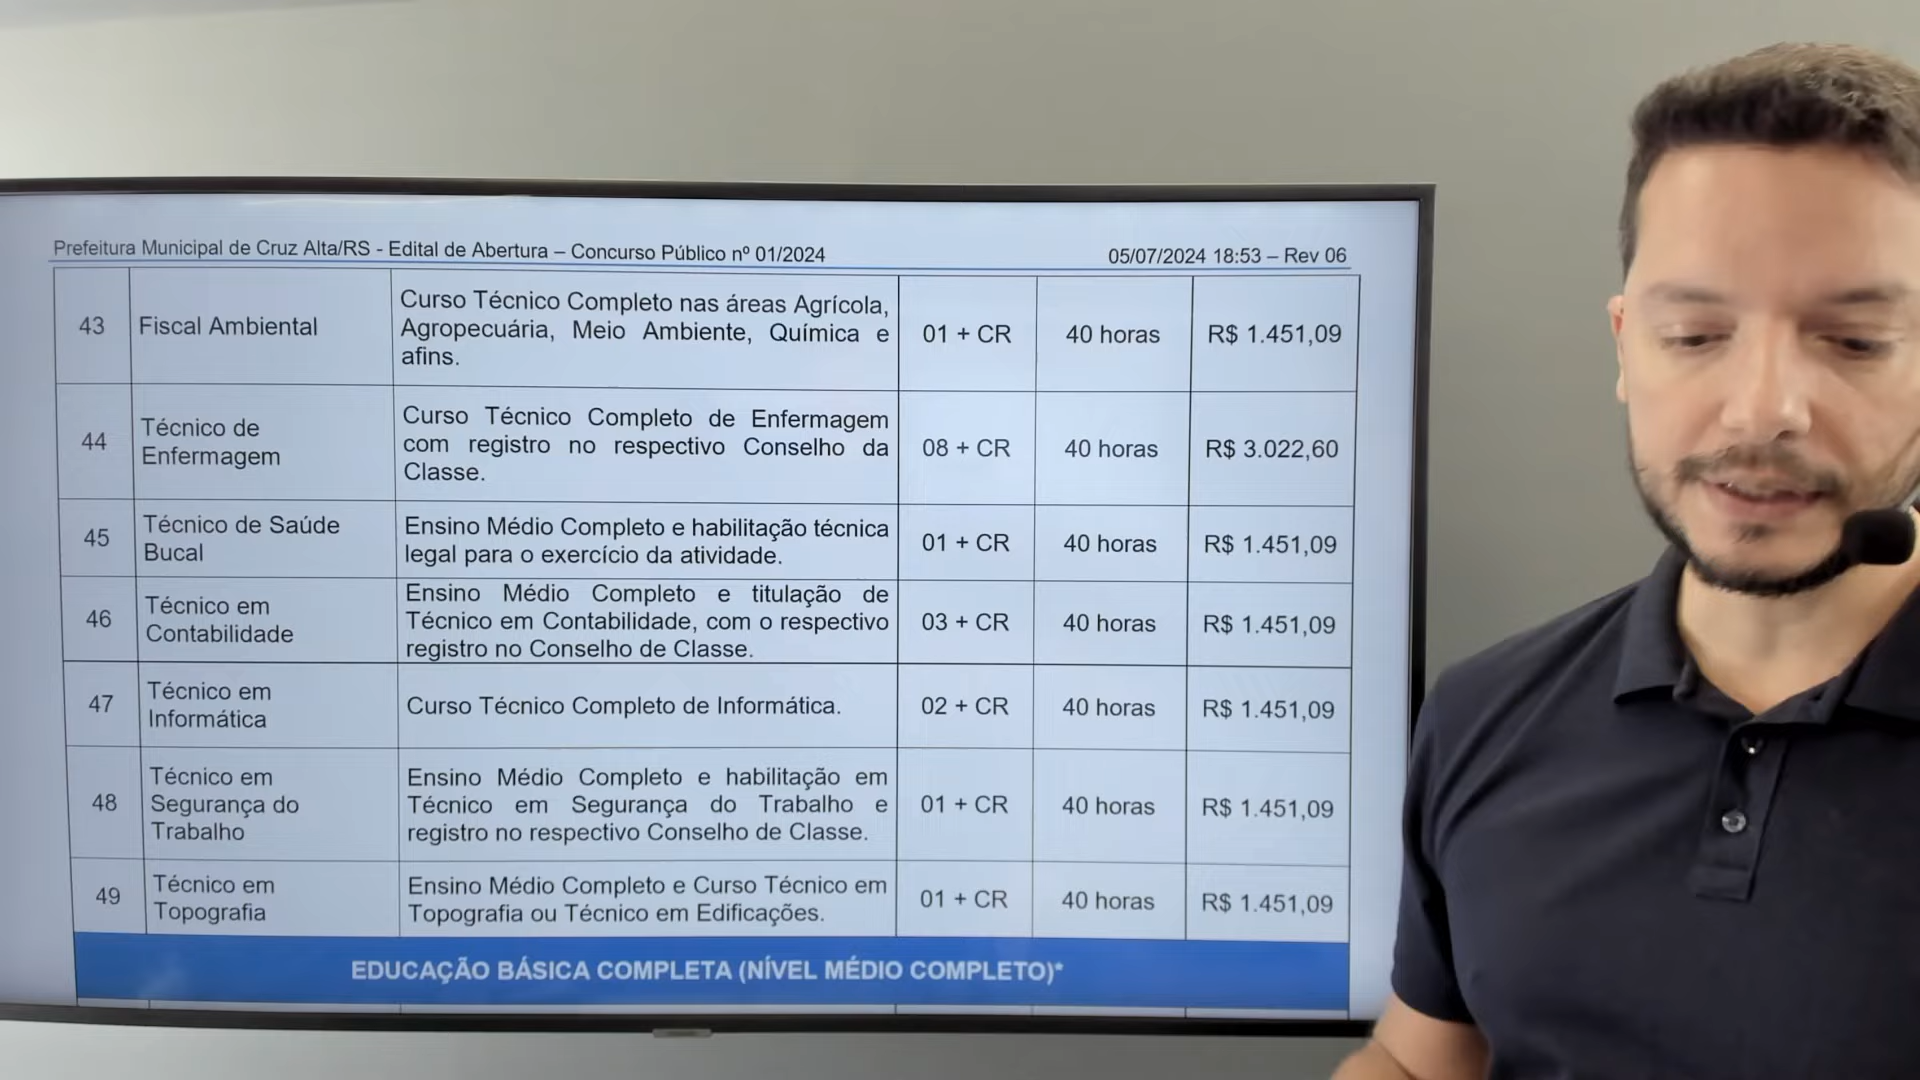 Prefeitura Municipal de Cruz Alta/RS - Edital de Abertura – Concurso Público nº 01/2024
05/07/2024 18:53 – Rev 06
43
Fiscal Ambiental
Curso Técnico Completo nas áreas Agrícola,
Agropecuária, Meio Ambiente, Química e
afins.
01 + CR
40 horas
R$ 1.451,09
44
Técnico de
Enfermagem
Curso Técnico Completo de Enfermagem
com registro no respectivo Conselho da
Classe.
08 + CR
40 horas
R$ 3.022,60
45
Técnico de Saúde
Bucal
Ensino Médio Completo e habilitação técnica
legal para o exercício da atividade.
01 + CR
40 horas
R$ 1.451,09
46
Técnico em
Contabilidade
Ensino Médio Completo e titulação de
Técnico em Contabilidade, com o respectivo
registro no Conselho de Classe.
03 + CR
40 horas
R$ 1.451,09
47
Técnico em
Informática
Curso Técnico Completo de Informática.
02 + CR
40 horas
R$ 1.451,09
48
Técnico em
Segurança do
Trabalho
Ensino Médio Completo e habilitação em
Técnico em Segurança do Trabalho e
registro no respectivo Conselho de Classe.
01 + CR
40 horas
R$ 1.451,09
49
Técnico em
Topografia
Ensino Médio Completo e Curso Técnico em
Topografia ou Técnico em Edificações.
01 + CR
40 horas
R$ 1.451,09
EDUCAÇÃO BÁSICA COMPLETA (NÍVEL MÉDIO COMPLETO)*